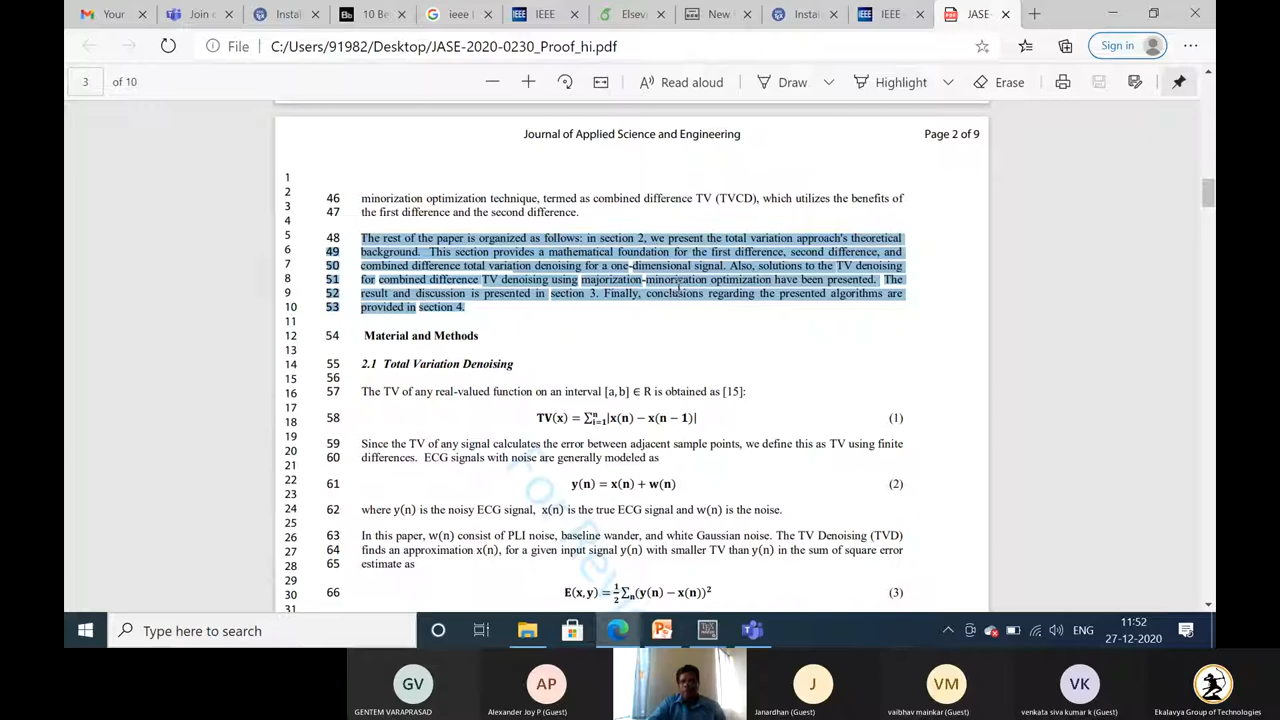 Your
Join c
Instal
10 Be
ieee l
IEEE
Elsev
New
Instal
IEEE
JASE-
File
C:/Users/91982/Desktop/JASE-2020-0230_Proof_hi.pdf
Sign in
3 of 10
Read aloud
Draw
Highlight
Erase
Journal of Applied Science and Engineering
Page 2 of 9
1
2
46 minorization optimization technique, termed as combined difference TV (TVCD), which utilizes the benefits of
3
47 the first difference and the second difference.
4
5 48 The rest of the paper is organized as follows: in section 2, we present the total variation approach's theoretical
6 49 background. This section provides a mathematical foundation for the first difference, second difference, and
7 50 combined difference total variation denoising for a one-dimensional signal. Also, solutions to the TV denoising
8 51 for combined difference TV denoising using majorization-minorization optimization have been presented. The
9 52 result and discussion is presented in section 3. Finally, conclusions regarding the presented algorithms are
10 53 provided in section 4.
11
12 54 Material and Methods
13
14 55 2.1 Total Variation Denoising
15 56
16 57 The TV of any real-valued function on an interval [a, b] ∈ R is obtained as [15]:
17
18 58 TV(x) = ∑ⁿᵢ₌₁|x(n) − x(n − 1)| (1)
19
20 59 Since the TV of any signal calculates the error between adjacent sample points, we define this as TV using finite
21 60 differences. ECG signals with noise are generally modeled as
22
23 61 y(n) = x(n) + w(n) (2)
24 62 where y(n) is the noisy ECG signal, x(n) is the true ECG signal and w(n) is the noise.
25
26 63 In this paper, w(n) consist of PLI noise, baseline wander, and white Gaussian noise. The TV Denoising (TVD)
27 64 finds an approximation x(n), for a given input signal y(n) with smaller TV than y(n) in the sum of square error
28 65 estimate as
29
30 66 E(x, y) = ½ ∑ₙ(y(n) − x(n))² (3)
31
For Revi
Type here to search
ENG
11:52
27-12-2020
GV
AP
J
VM
VK
GENTEM VARAPRASAD
Alexander Joy P (Guest)
Janardhan (Guest)
vaibhav mainkar (Guest)
venkata siva kumar k (Guest)
Ekalavya Group of Technologies